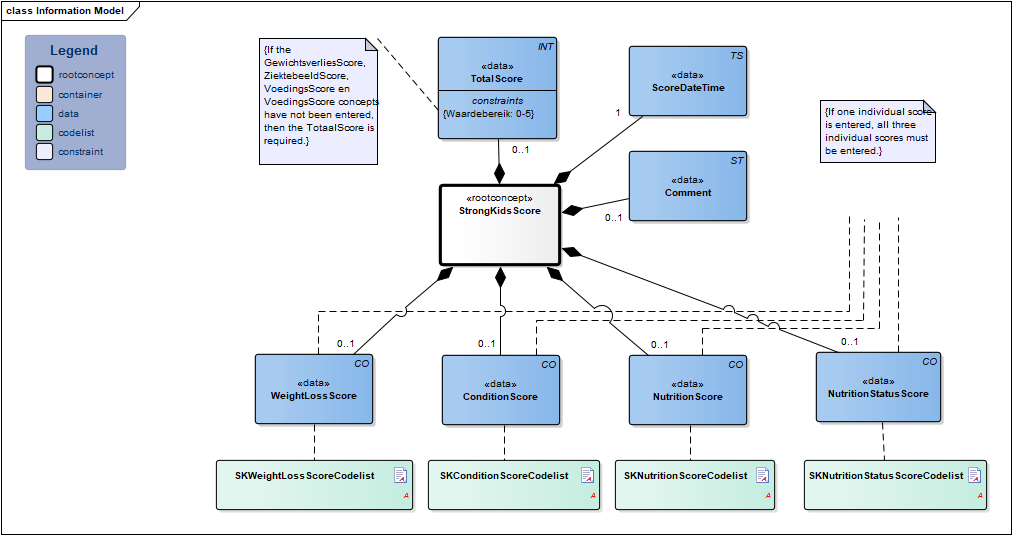 class Information Model
Legend
rootconcept
container
data
codelist
constraint
{If the
GewichtsverliesScore,
ZiektebeeldScore,
VoedingsScore en
VoedingsScore concepts
have not been entered,
then the TotaalScore is
required.}
INT
«data»
TotalScore
constraints
{Waardebereik: 0-5}
0..1
TS
«data»
ScoreDateTime
1
ST
«data»
Comment
0..1
{If one individual score
is entered, all three
individual scores must
be entered.}
«rootconcept»
StrongKidsScore
0..1
0..1
0..1
0..1
CO
«data»
WeightLossScore
CO
«data»
ConditionScore
CO
«data»
NutritionScore
CO
«data»
NutritionStatusScore
SKWeightLossScoreCodelist
A
SKConditionScoreCodelist
A
SKNutritionScoreCodelist
A
SKNutritionStatusScoreCodelist
A